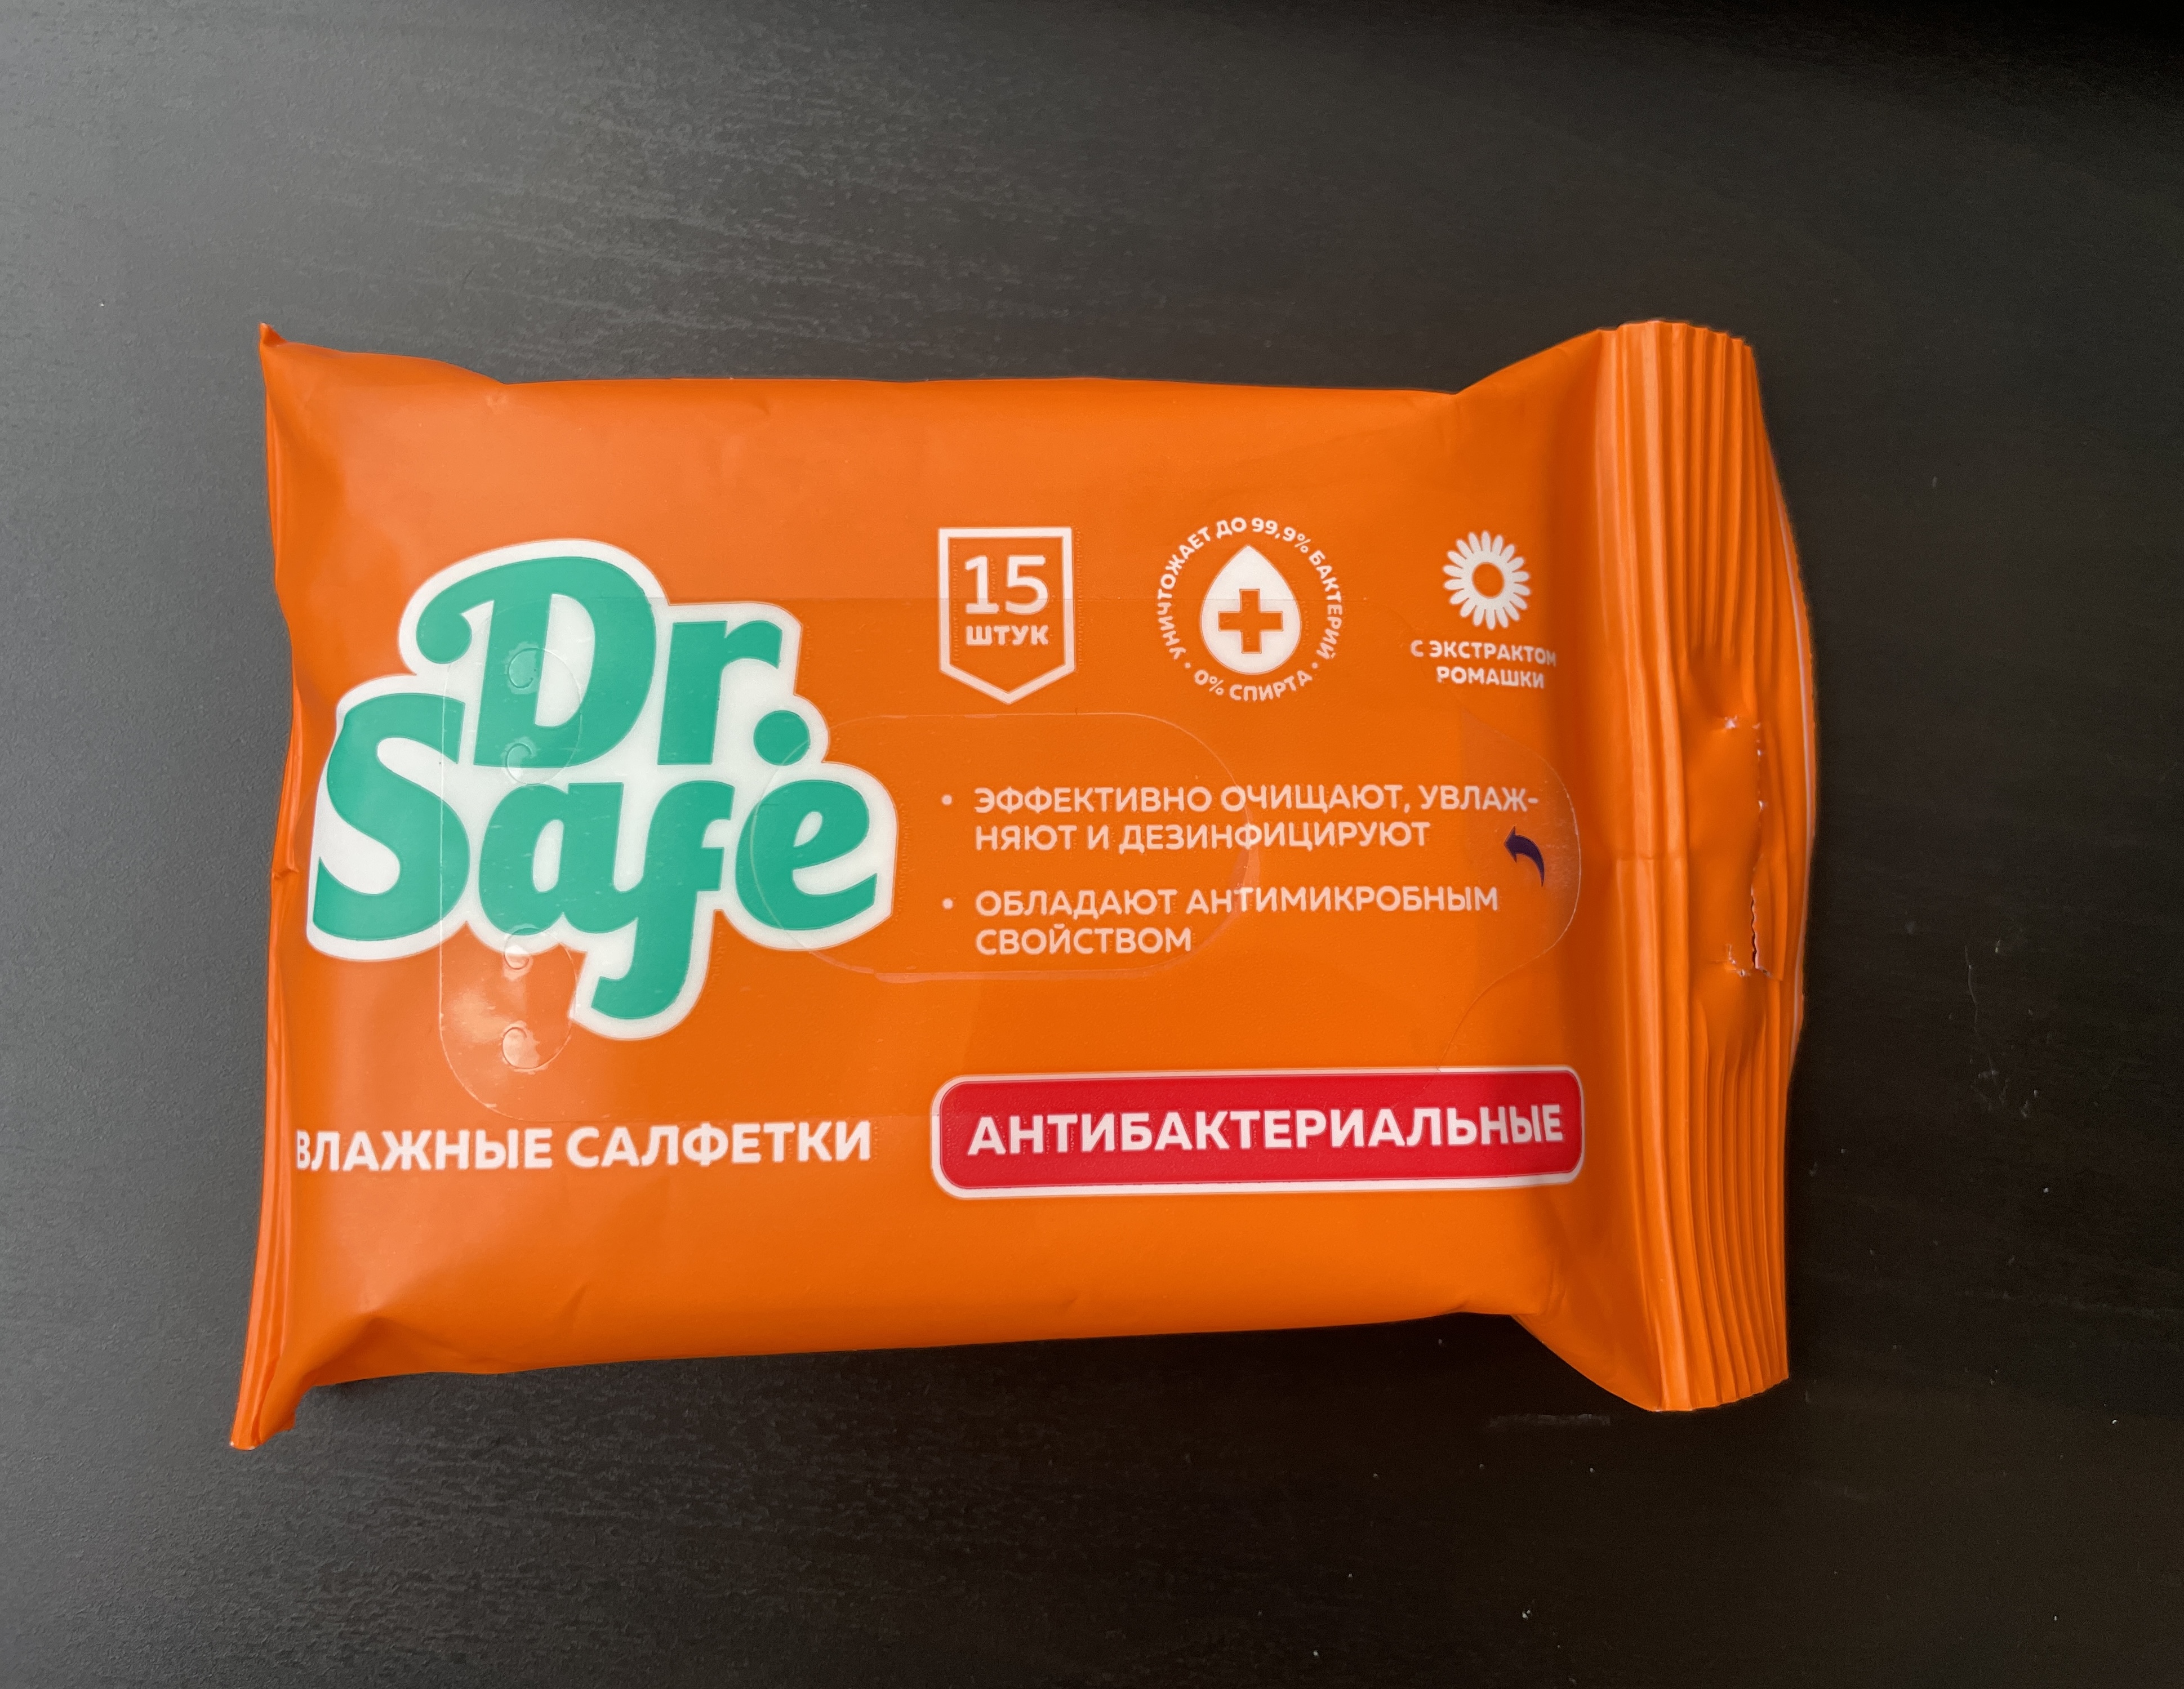 Dr.
Safe
15
ШТУК
УНИЧТОЖАЕТ ДО 99,9% БАКТЕРИЙ
• 0% СПИРТА •
С ЭКСТРАКТОМ
РОМАШКИ
• ЭФФЕКТИВНО ОЧИЩАЮТ, УВЛАЖ-
НЯЮТ И ДЕЗИНФИЦИРУЮТ
• ОБЛАДАЮТ АНТИМИКРОБНЫМ
СВОЙСТВОМ
ВЛАЖНЫЕ САЛФЕТКИ
АНТИБАКТЕРИАЛЬНЫЕ